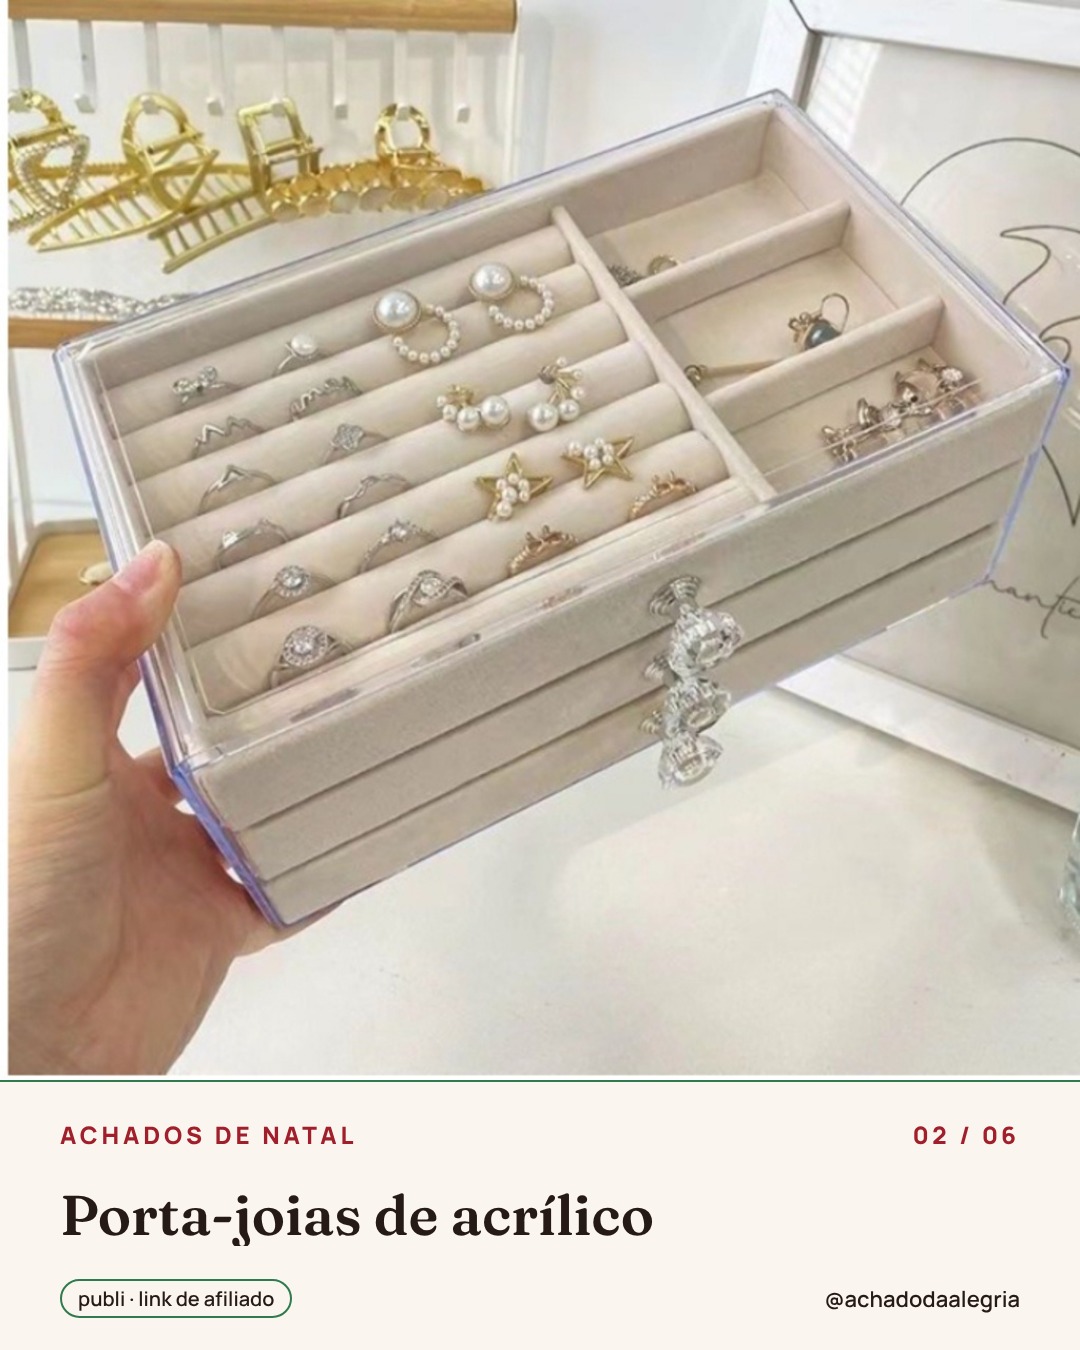 ACHADOS DE NATAL
02 / 06
Porta-joias de acrílico
publi · link de afiliado
@achadodaalegria